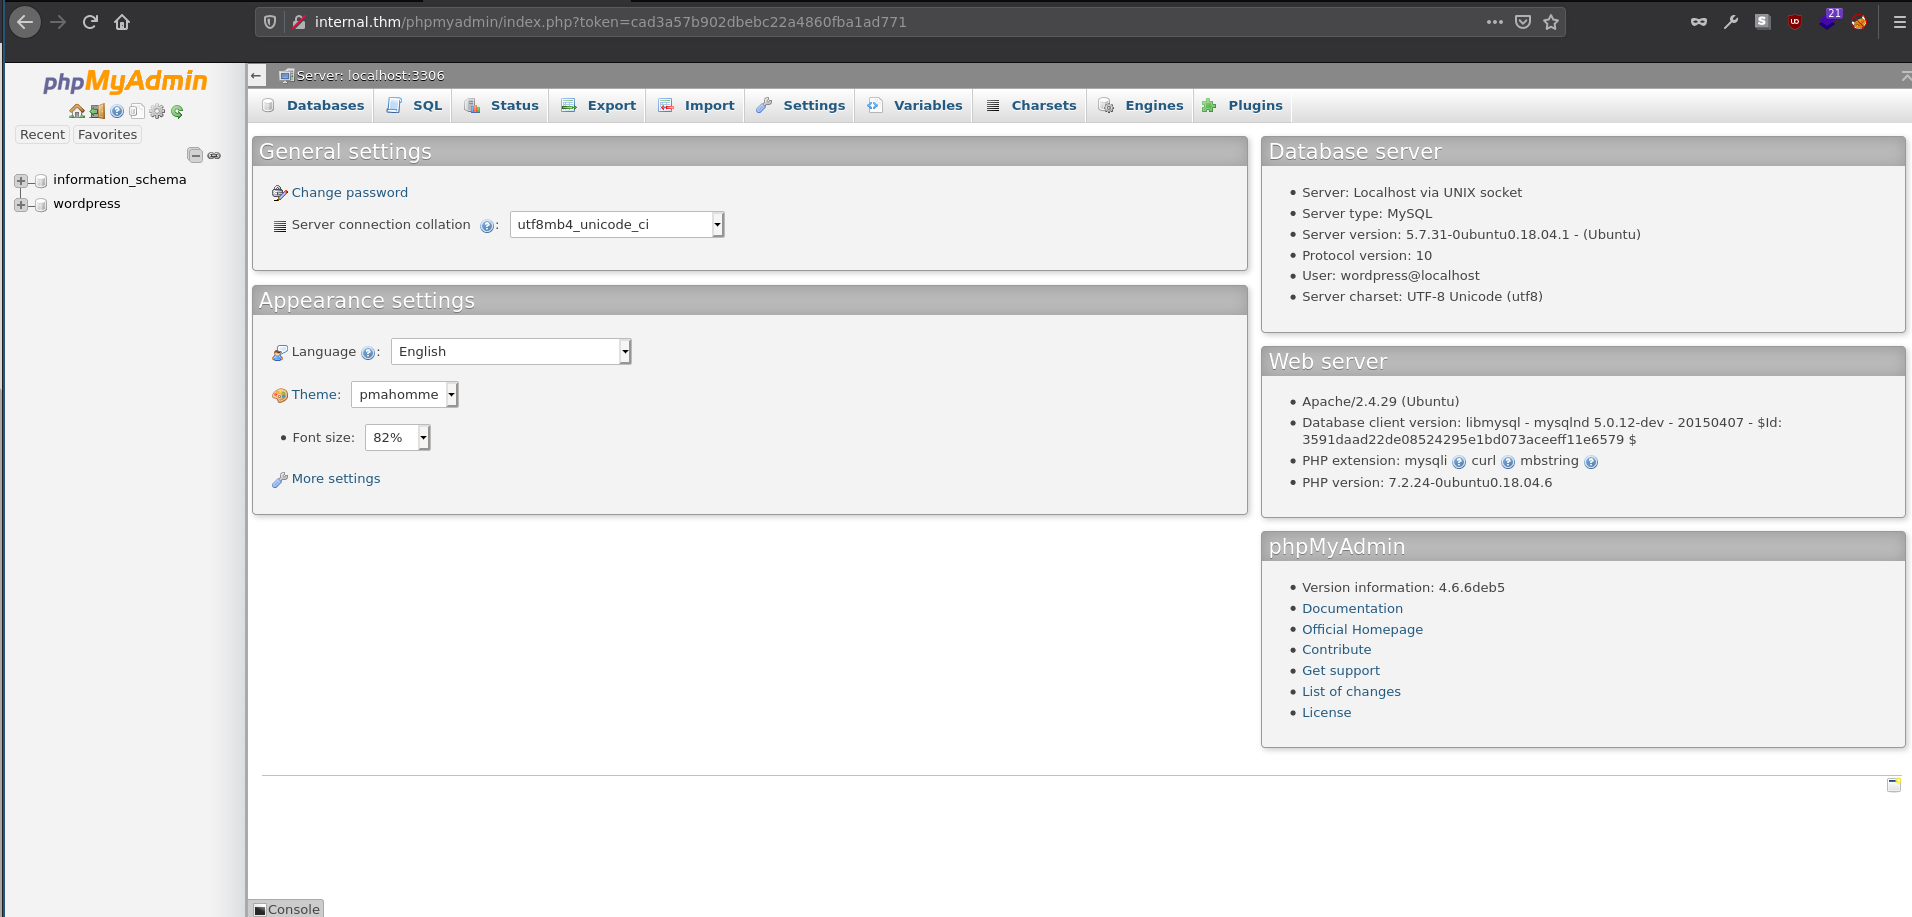 internal.thm/phpmyadmin/index.php?token=cad3a57b902dbebc22a4860fba1ad771
S
UD
21
phpMyAdmin
Recent Favorites
information_schema
wordpress
Server: localhost:3306
Databases SQL Status Export Import Settings Variables Charsets Engines Plugins
General settings
Change password
Server connection collation : utf8mb4_unicode_ci
Appearance settings
Language : English
Theme: pmahomme
• Font size: 82%
More settings
Database server
• Server: Localhost via UNIX socket
• Server type: MySQL
• Server version: 5.7.31-0ubuntu0.18.04.1 - (Ubuntu)
• Protocol version: 10
• User: wordpress@localhost
• Server charset: UTF-8 Unicode (utf8)
Web server
• Apache/2.4.29 (Ubuntu)
• Database client version: libmysql - mysqlnd 5.0.12-dev - 20150407 - $Id:
3591daad22de08524295e1bd073aceeff11e6579 $
• PHP extension: mysqli curl mbstring
• PHP version: 7.2.24-0ubuntu0.18.04.6
phpMyAdmin
• Version information: 4.6.6deb5
• Documentation
• Official Homepage
• Contribute
• Get support
• List of changes
• License
Console